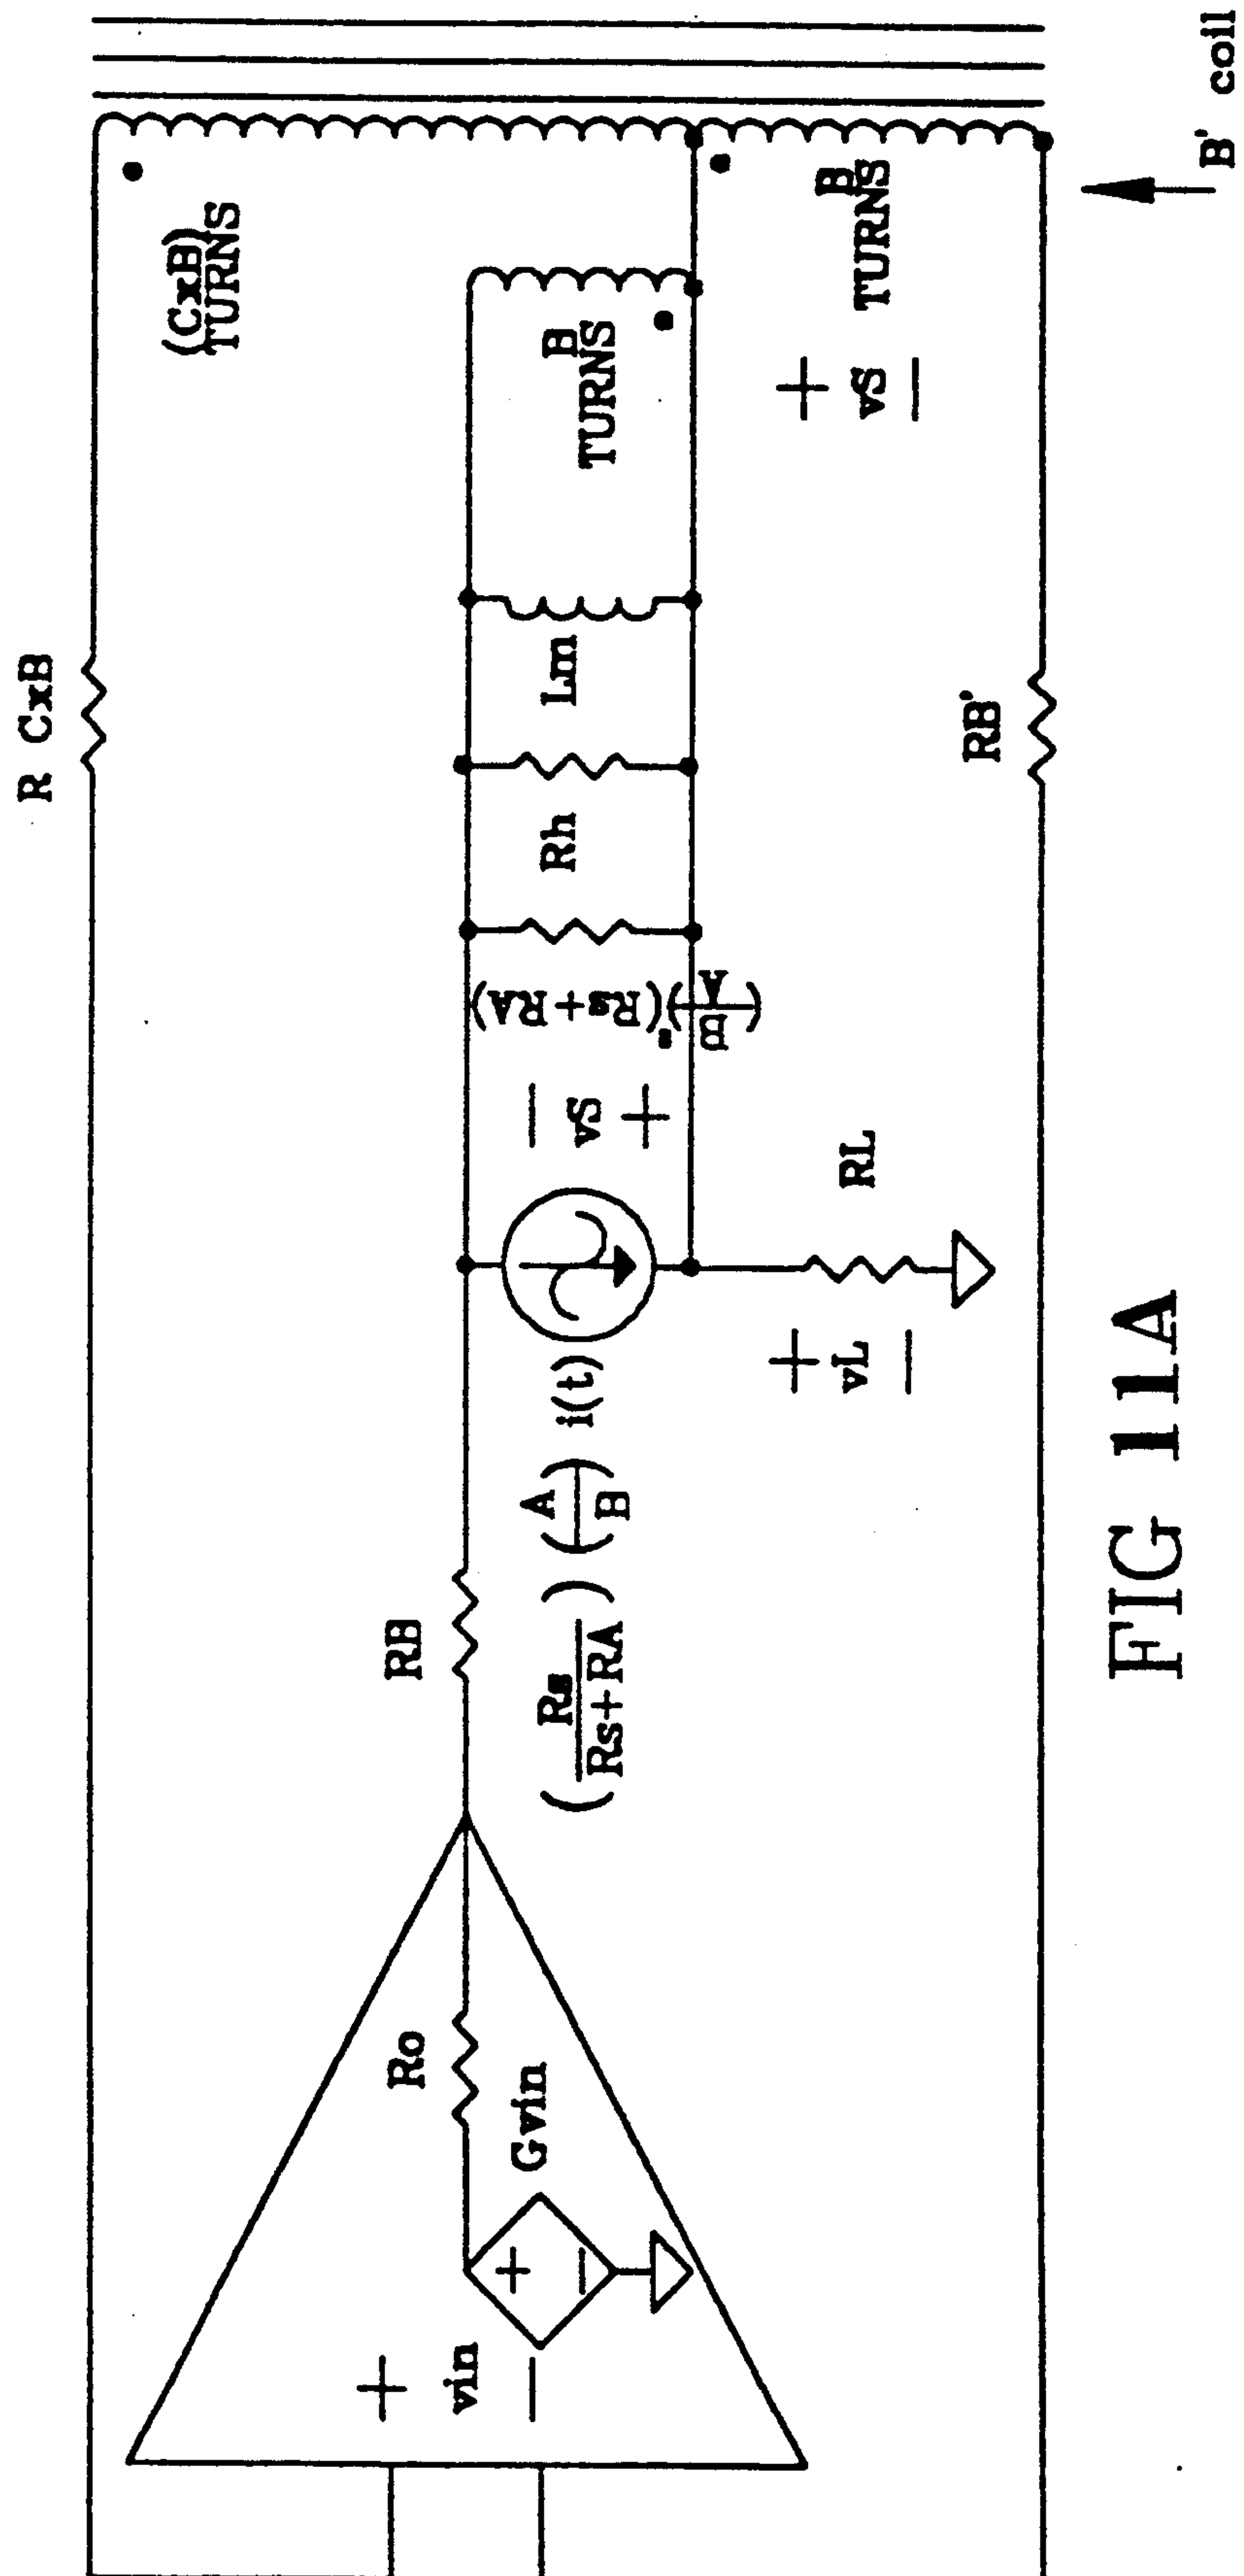 R CxB
(CxB)
TURNS
B
TURNS
B
TURNS
+
vS
−
Lm
Rh
(B/A)²(Rs+RA)
−
vS
+
RB
(Rs/(Rs+RA)) (A/B) i(t)
RL
+
vL
−
RB'
Ro
Gvin
+
−
+
vin
−
B' coil
FIG 11A